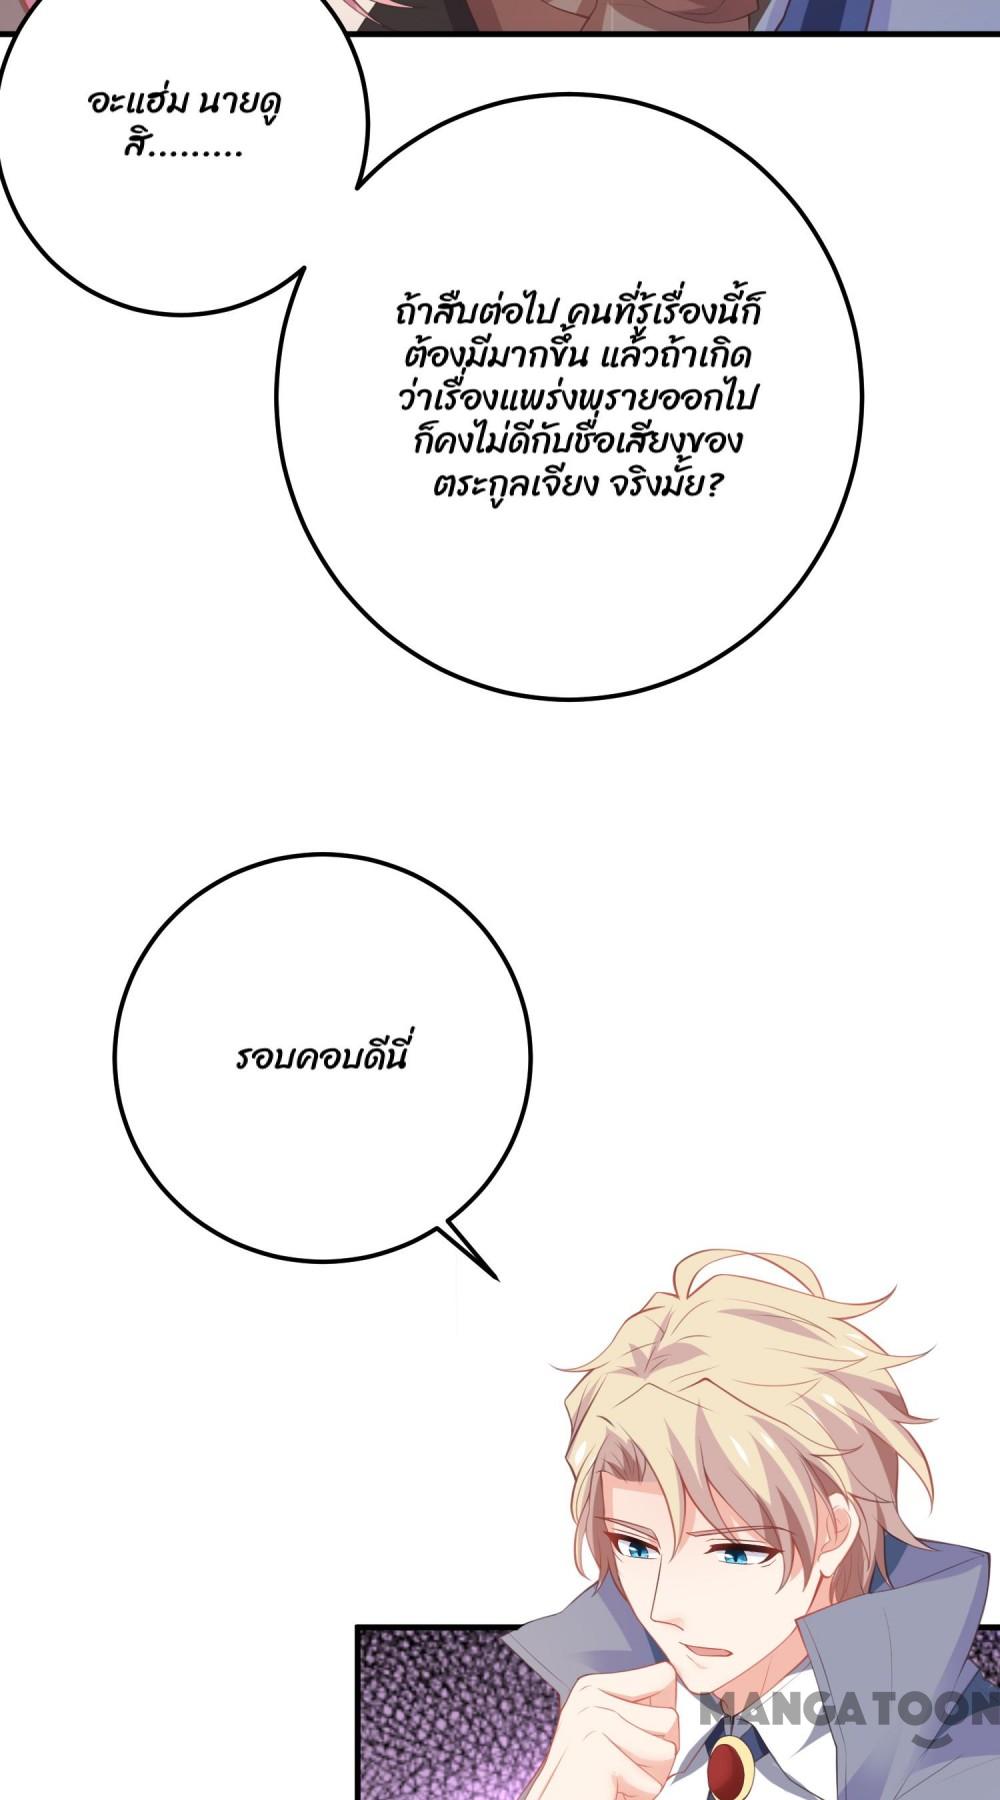 อะแฮ่ม นายดู
สิ.........
ถ้าสืบต่อไป คนที่รู้เรื่องนี้ก็
ต้องมีมากขึ้น แล้วถ้าเกิด
ว่าเรื่องแพร่งพรายออกไป
ก็คงไม่ดีกับชื่อเสียงของ
ตระกูลเจียง จริงมั้ย?
รอบคอบดีนี่
MANGATOON